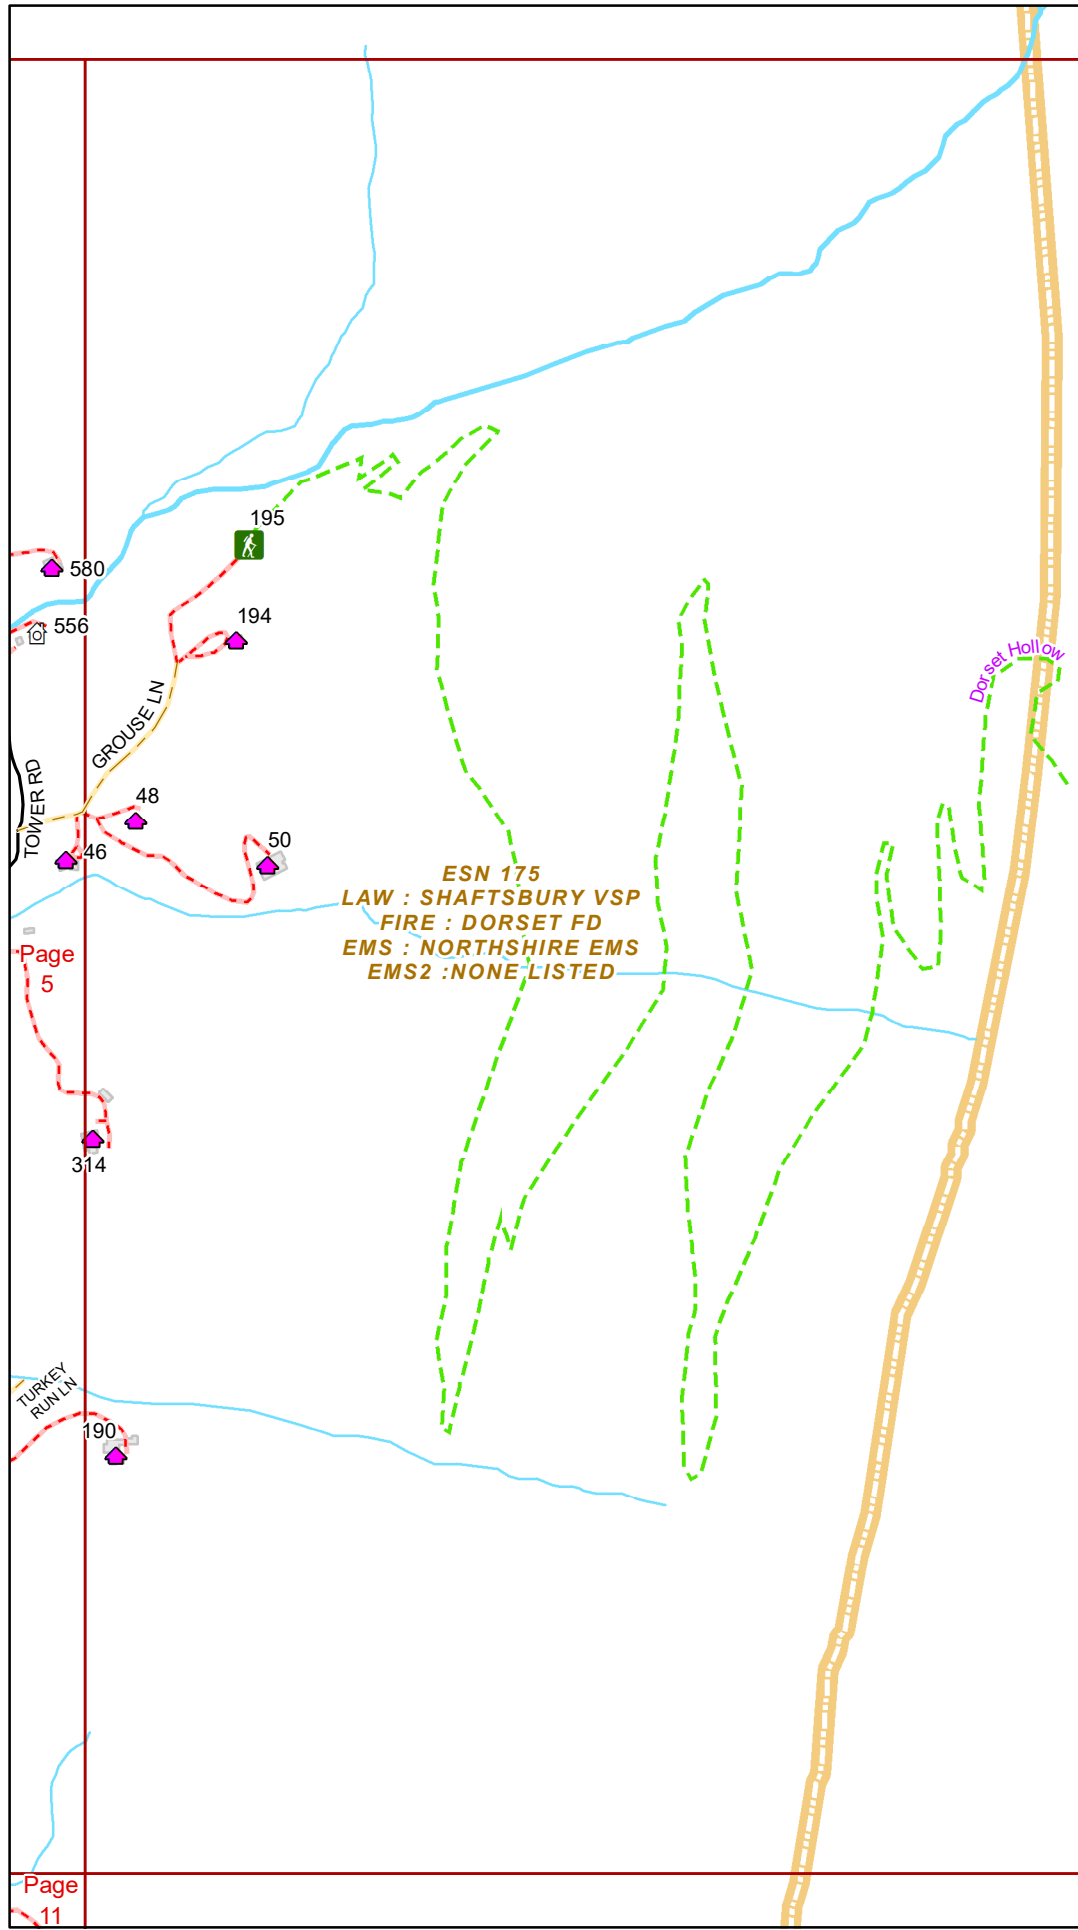 195
580
194
556
Dorset Hollow
GROUSE LN
TOWER RD
48
50
46
ESN 175
LAW : SHAFTSBURY VSP
FIRE : DORSET FD
EMS : NORTHSHIRE EMS
EMS2 :NONE LISTED
Page
5
314
TURKEY
RUN LN
190
Page
11